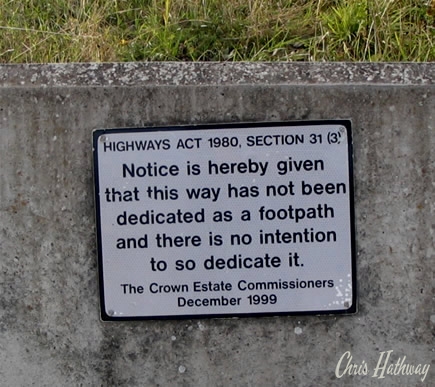 HIGHWAYS ACT 1980, SECTION 31 (3)
Notice is hereby given
that this way has not been
dedicated as a footpath
and there is no intention
to so dedicate it.
The Crown Estate Commissioners
December 1999
Chris Hathway